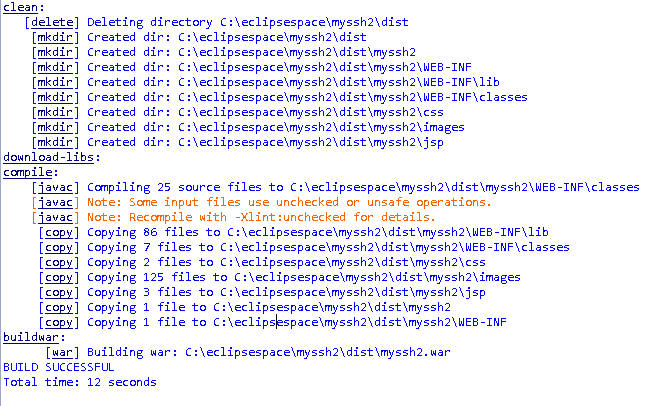 clean:
[delete] Deleting directory C:\eclipsespace\myssh2\dist
[mkdir] Created dir: C:\eclipsespace\myssh2\dist
[mkdir] Created dir: C:\eclipsespace\myssh2\dist\myssh2
[mkdir] Created dir: C:\eclipsespace\myssh2\dist\myssh2\WEB-INF
[mkdir] Created dir: C:\eclipsespace\myssh2\dist\myssh2\WEB-INF\lib
[mkdir] Created dir: C:\eclipsespace\myssh2\dist\myssh2\WEB-INF\classes
[mkdir] Created dir: C:\eclipsespace\myssh2\dist\myssh2\css
[mkdir] Created dir: C:\eclipsespace\myssh2\dist\myssh2\images
[mkdir] Created dir: C:\eclipsespace\myssh2\dist\myssh2\jsp
download-libs:
compile:
[javac] Compiling 25 source files to C:\eclipsespace\myssh2\dist\myssh2\WEB-INF\classes
[javac] Note: Some input files use unchecked or unsafe operations.
[javac] Note: Recompile with -Xlint:unchecked for details.
[copy] Copying 86 files to C:\eclipsespace\myssh2\dist\myssh2\WEB-INF\lib
[copy] Copying 7 files to C:\eclipsespace\myssh2\dist\myssh2\WEB-INF\classes
[copy] Copying 2 files to C:\eclipsespace\myssh2\dist\myssh2\css
[copy] Copying 125 files to C:\eclipsespace\myssh2\dist\myssh2\images
[copy] Copying 3 files to C:\eclipsespace\myssh2\dist\myssh2\jsp
[copy] Copying 1 file to C:\eclipsespace\myssh2\dist\myssh2
[copy] Copying 1 file to C:\eclipsespace\myssh2\dist\myssh2\WEB-INF
buildwar:
[war] Building war: C:\eclipsespace\myssh2\dist\myssh2.war
BUILD SUCCESSFUL
Total time: 12 seconds